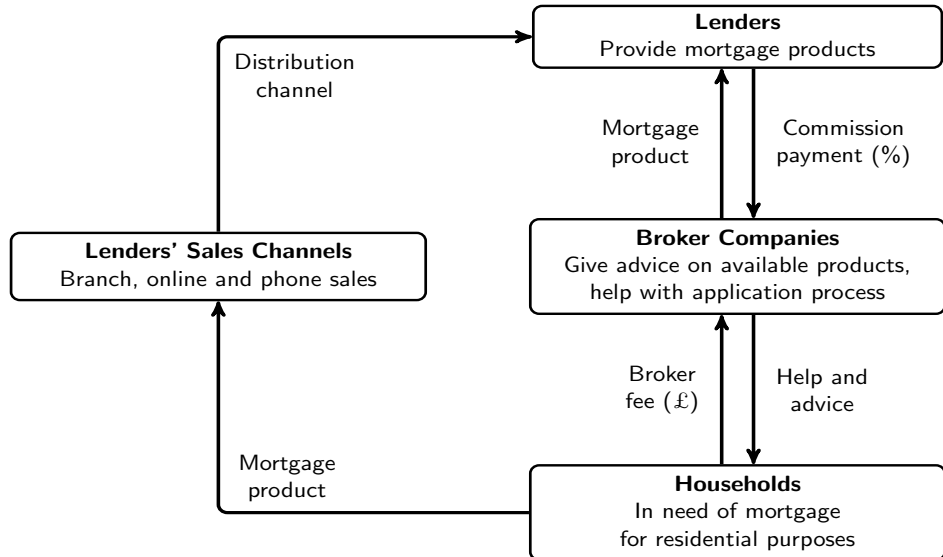 Lenders
Provide mortgage products
Distribution
channel
Mortgage
product
Commission
payment (%)
Lenders' Sales Channels
Branch, online and phone sales
Broker Companies
Give advice on available products,
help with application process
Broker
fee (£)
Help and
advice
Mortgage
product
Households
In need of mortgage
for residential purposes